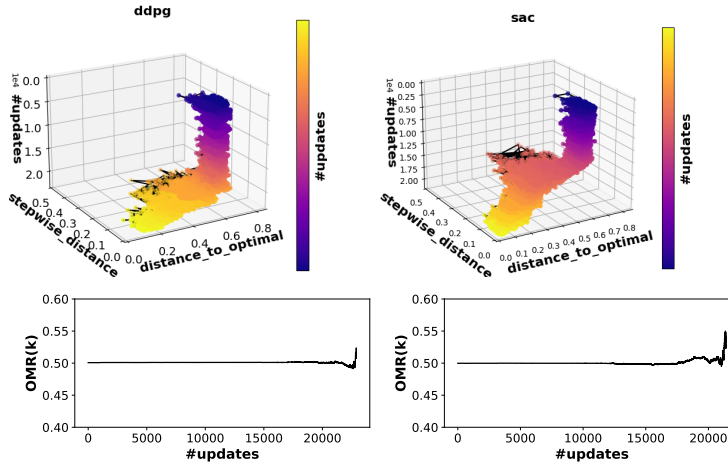 ddpg
1e4
0.0
0.5
1.0
1.5
2.0
#updates
0.5
0.4
0.3
0.2
0.1
0.0
stepwise_distance
0.0
0.2
0.4
0.6
0.8
distance_to_optimal
#updates
sac
1e4
0.00
0.25
0.50
0.75
1.00
1.25
1.50
1.75
2.00
#updates
0.5
0.4
0.3
0.2
0.1
0.0
stepwise_distance
0.0 0.1 0.2 0.3 0.4 0.5 0.6 0.7 0.8
distance_to_optimal
#updates
0.60
0.55
0.50
0.45
0.40
OMR(k)
0 5000 10000 15000 20000
#updates
0.60
0.55
0.50
0.45
0.40
OMR(k)
0 5000 10000 15000 20000
#updates